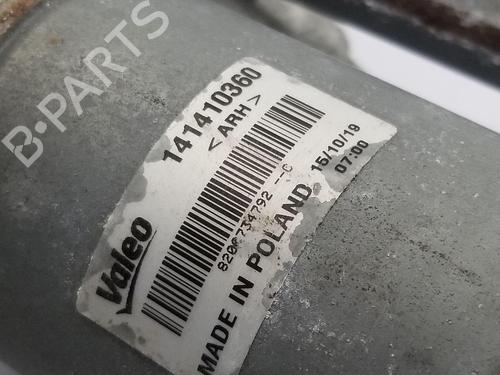 B-PARTS
141410360
<ARH>
8200734792 --C
15/10/19
07:00
Valeo
MADE IN POLAND